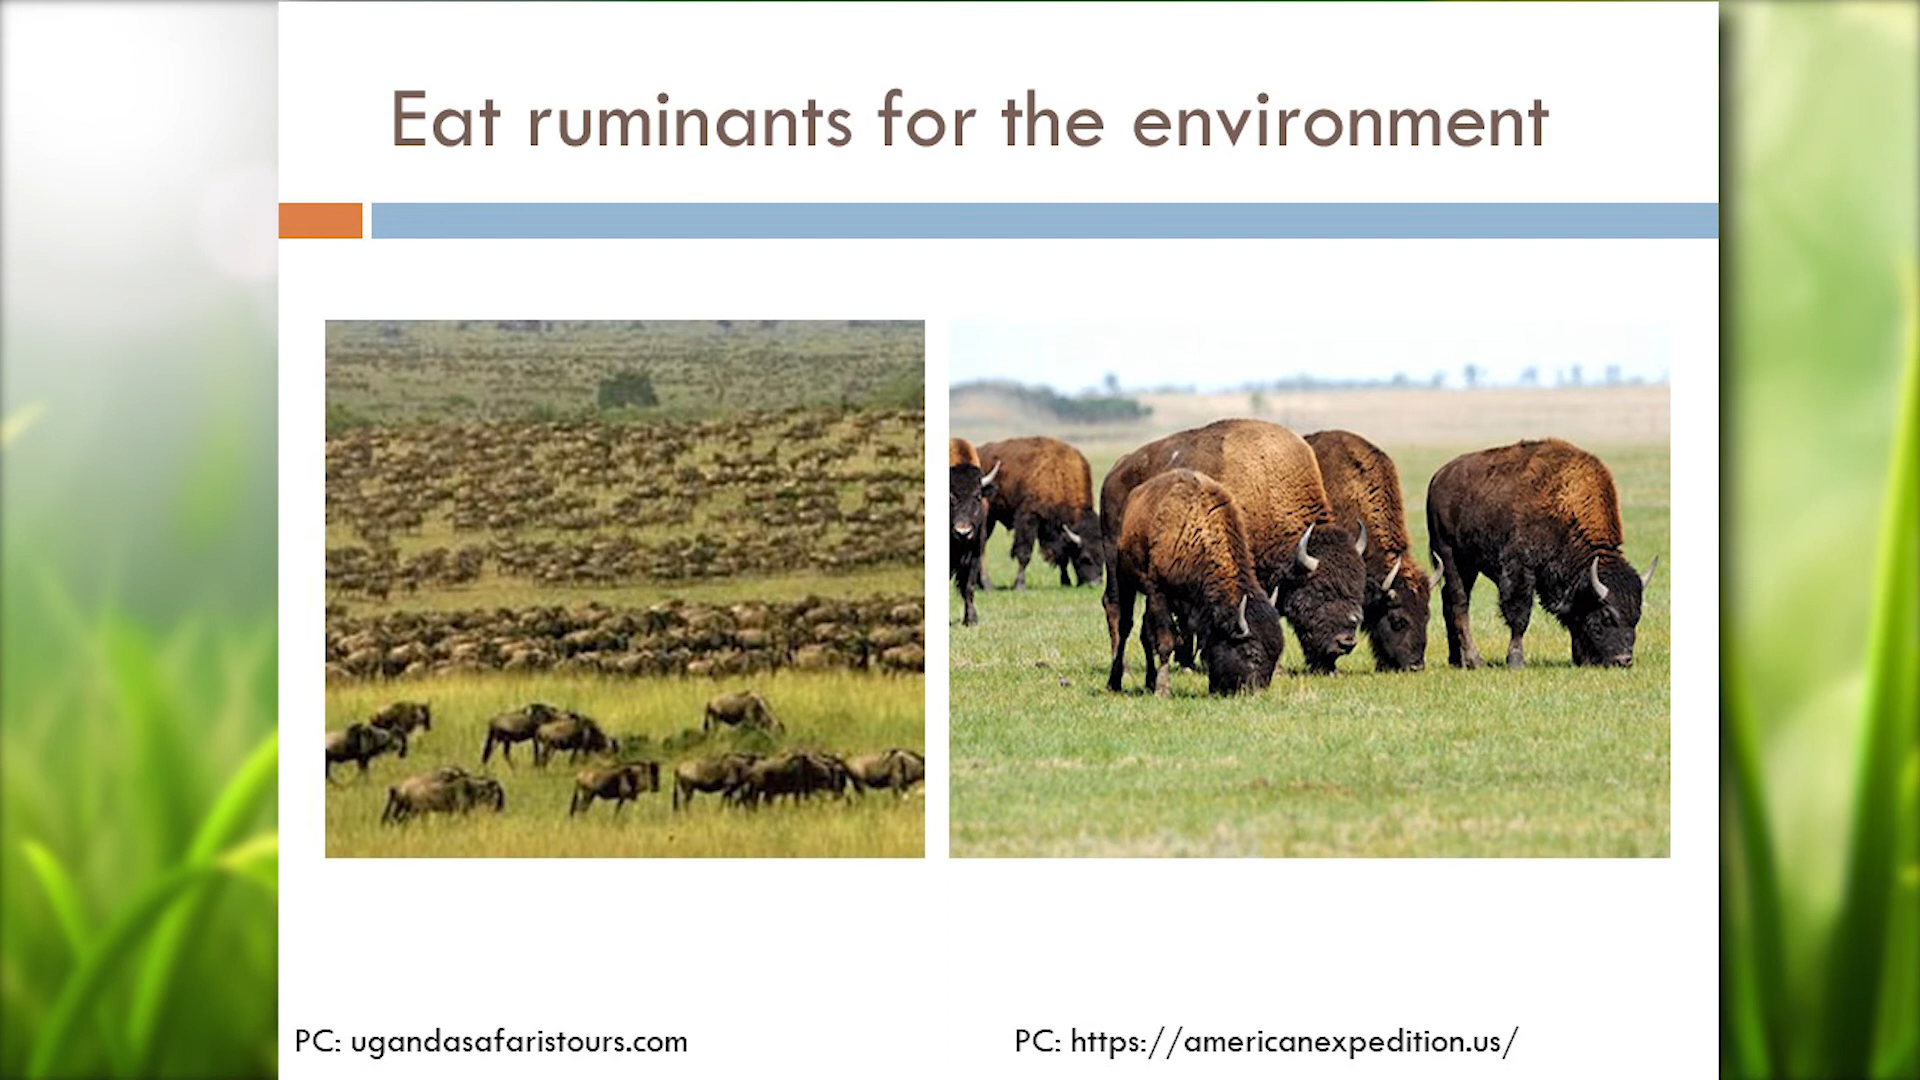 Eat ruminants for the environment
PC: ugandasafaristours.com
PC: https://americanexpedition.us/